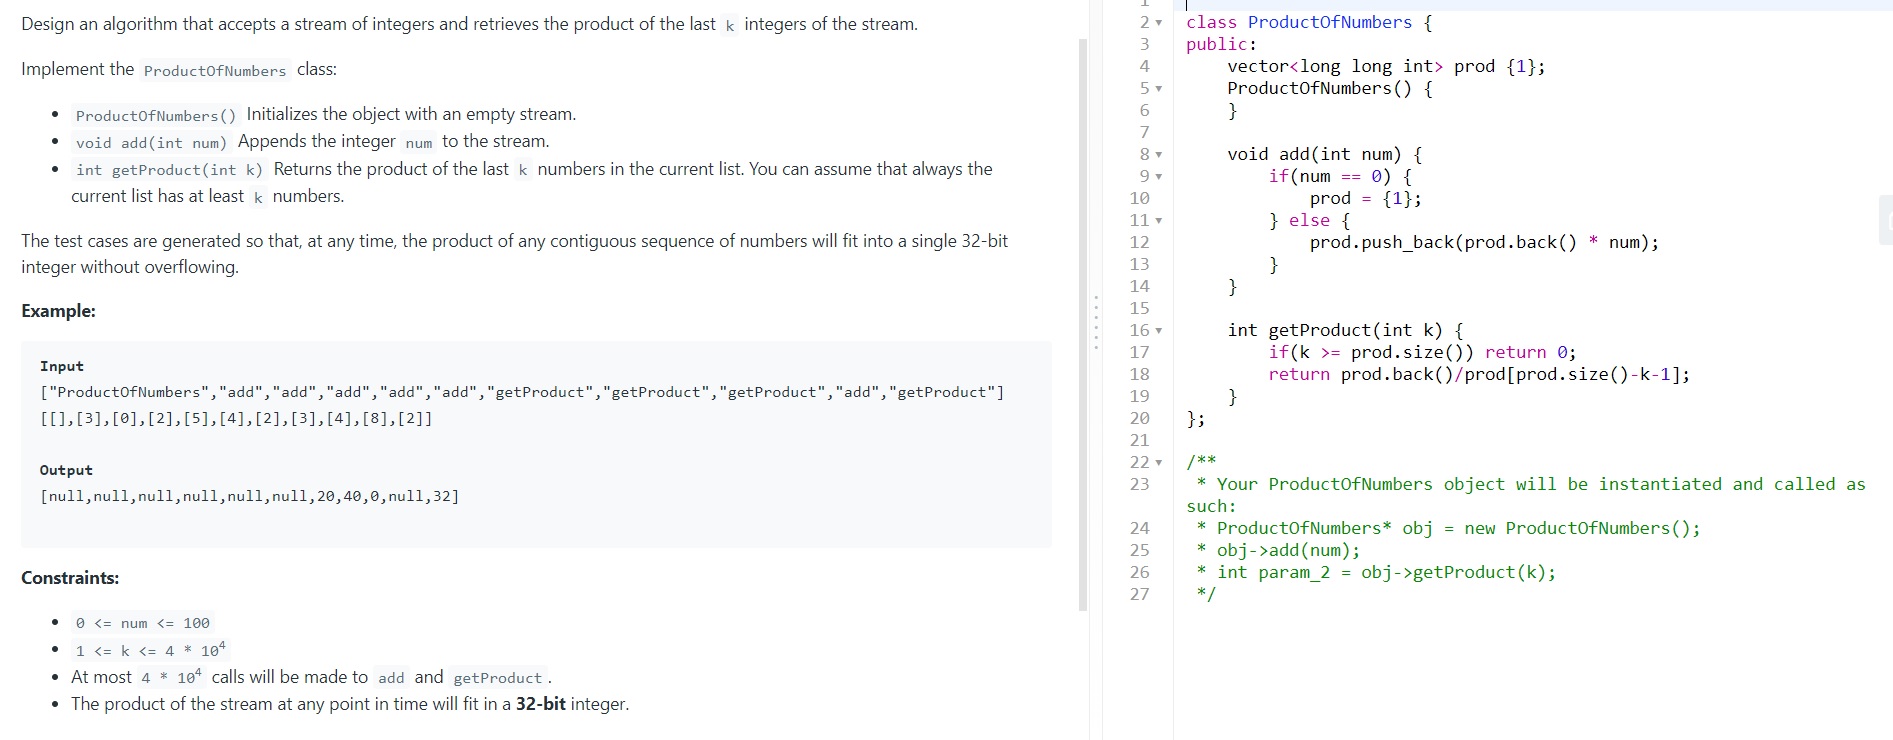 Design an algorithm that accepts a stream of integers and retrieves the product of the last k integers of the stream.
Implement the ProductOfNumbers class:
• ProductOfNumbers() Initializes the object with an empty stream.
• void add(int num) Appends the integer num to the stream.
• int getProduct(int k) Returns the product of the last k numbers in the current list. You can assume that always the
current list has at least k numbers.
The test cases are generated so that, at any time, the product of any contiguous sequence of numbers will fit into a single 32-bit
integer without overflowing.
Example:
Input
["ProductOfNumbers","add","add","add","add","add","getProduct","getProduct","getProduct","add","getProduct"]
[[],[3],[0],[2],[5],[4],[2],[3],[4],[8],[2]]
Output
[null,null,null,null,null,null,20,40,0,null,32]
Constraints:
• 0 <= num <= 100
• 1 <= k <= 4 * 10⁴
• At most 4 * 10⁴ calls will be made to add and getProduct.
• The product of the stream at any point in time will fit in a 32-bit integer.
1
2 class ProductOfNumbers {
3 public:
4     vector<long long int> prod {1};
5     ProductOfNumbers() {
6     }
7
8     void add(int num) {
9         if(num == 0) {
10             prod = {1};
11         } else {
12             prod.push_back(prod.back() * num);
13         }
14     }
15
16     int getProduct(int k) {
17         if(k >= prod.size()) return 0;
18         return prod.back()/prod[prod.size()-k-1];
19     }
20 };
21
22 /**
23  * Your ProductOfNumbers object will be instantiated and called as
such:
24  * ProductOfNumbers* obj = new ProductOfNumbers();
25  * obj->add(num);
26  * int param_2 = obj->getProduct(k);
27  */